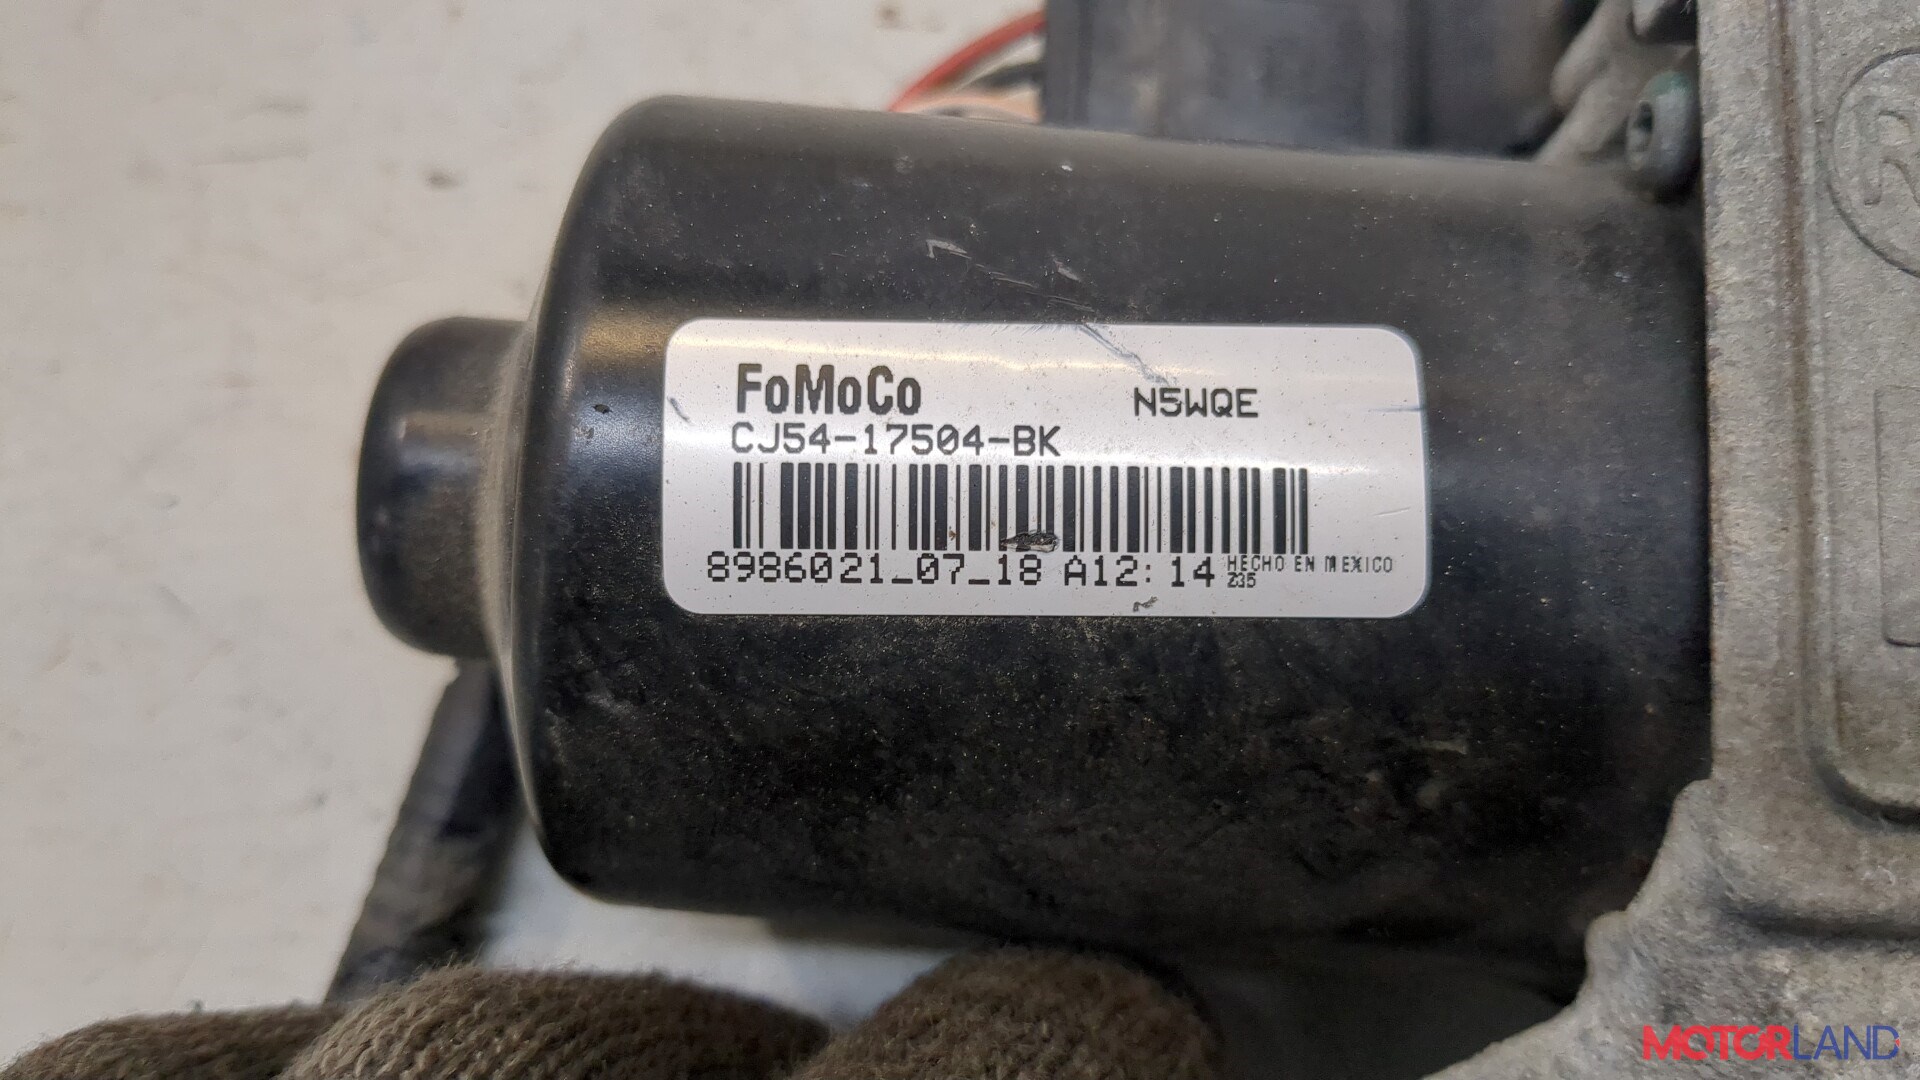 FoMoCo N5WQE
CJ54-17504-BK
8986021_07_18 A12:14 HECHO EN MEXICO
Z35
R
MOTORLAND